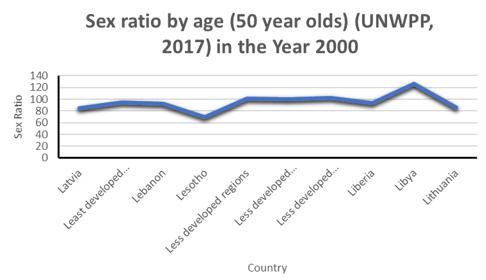 Sex ratio by age (50 year olds) (UNWPP,
2017) in the Year 2000
140
120
100
80
60
40
20
0
Sex Ratio
Latvia
Least developed...
Lebanon
Lesotho
Less developed regions
Less developed...
Less developed...
Liberia
Libya
Lithuania
Country